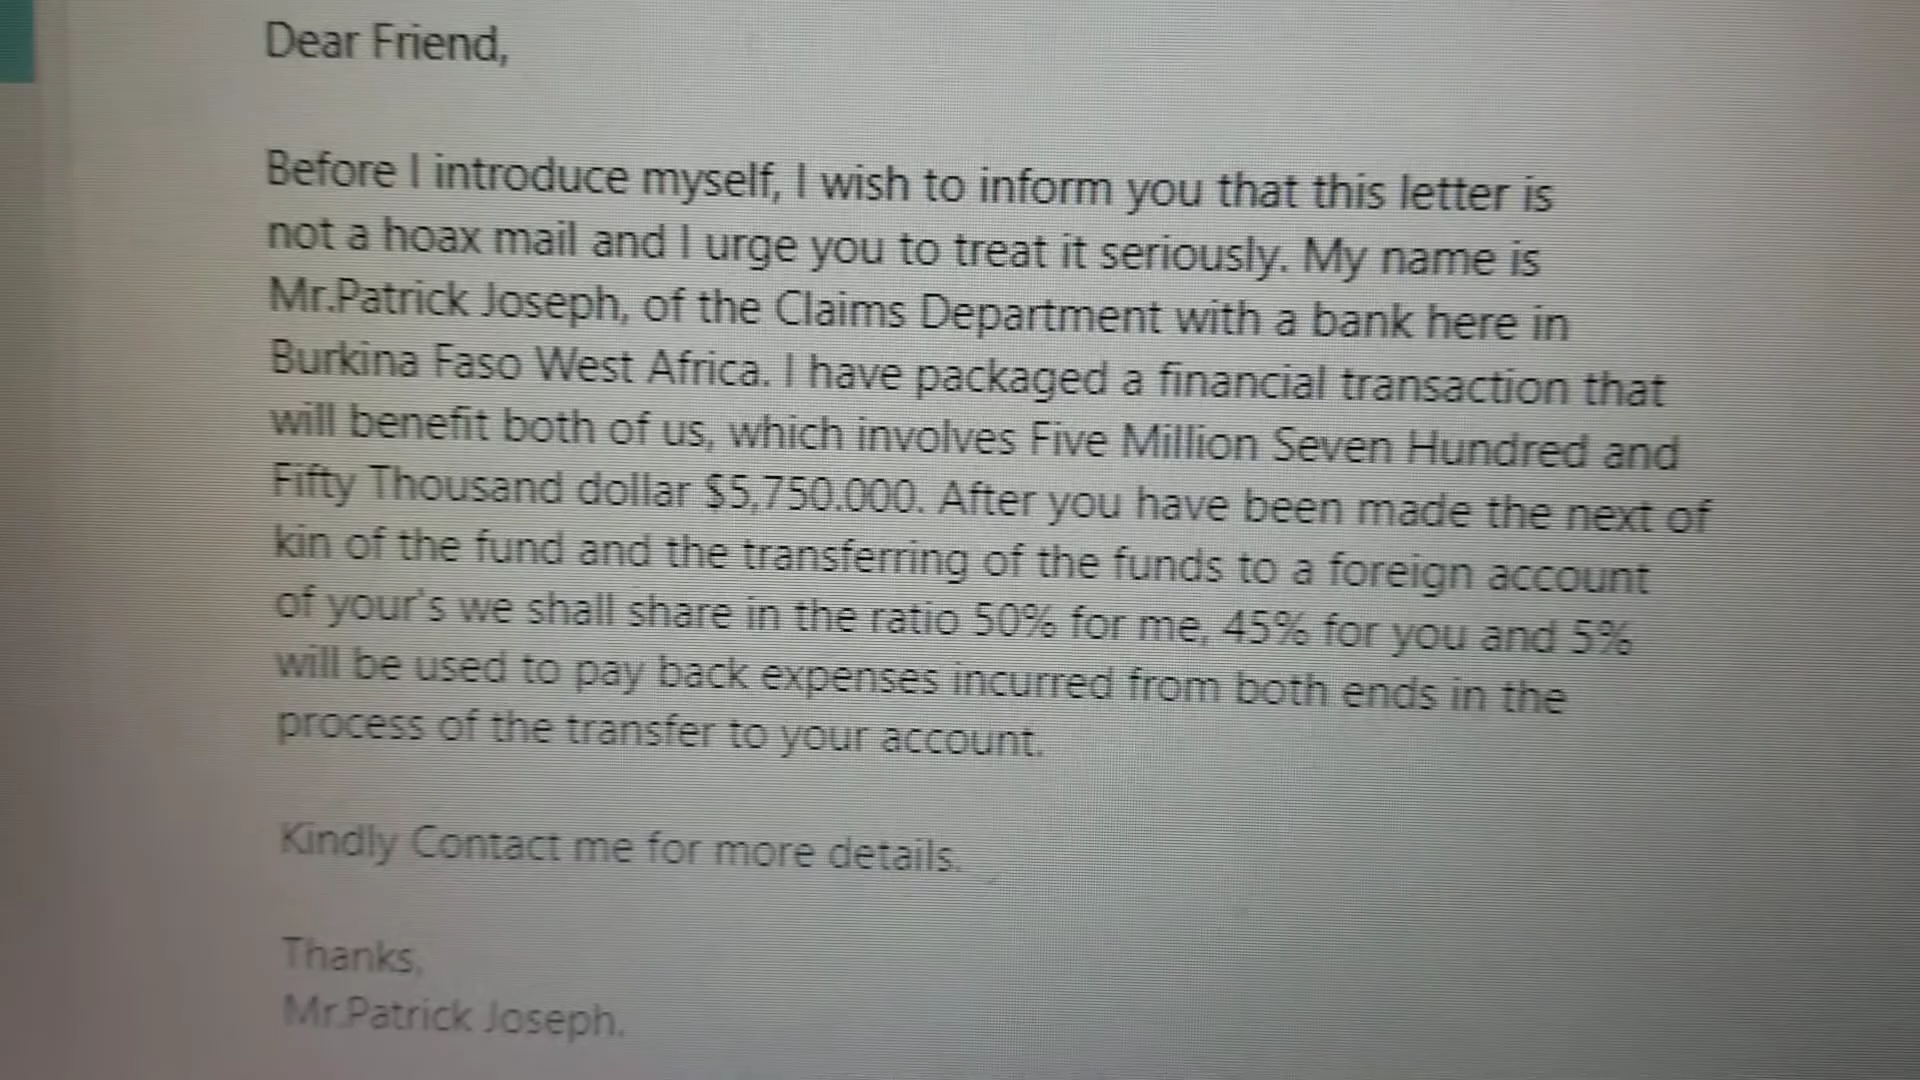 Dear Friend,
Before I introduce myself, I wish to inform you that this letter is
not a hoax mail and I urge you to treat it seriously. My name is
Mr.Patrick Joseph, of the Claims Department with a bank here in
Burkina Faso West Africa. I have packaged a financial transaction that
will benefit both of us, which involves Five Million Seven Hundred and
Fifty Thousand dollar $5,750.000. After you have been made the next of
kin of the fund and the transferring of the funds to a foreign account
of your's we shall share in the ratio 50% for me, 45% for you and 5%
will be used to pay back expenses incurred from both ends in the
process of the transfer to your account.
Kindly Contact me for more details.
Thanks,
Mr.Patrick Joseph.